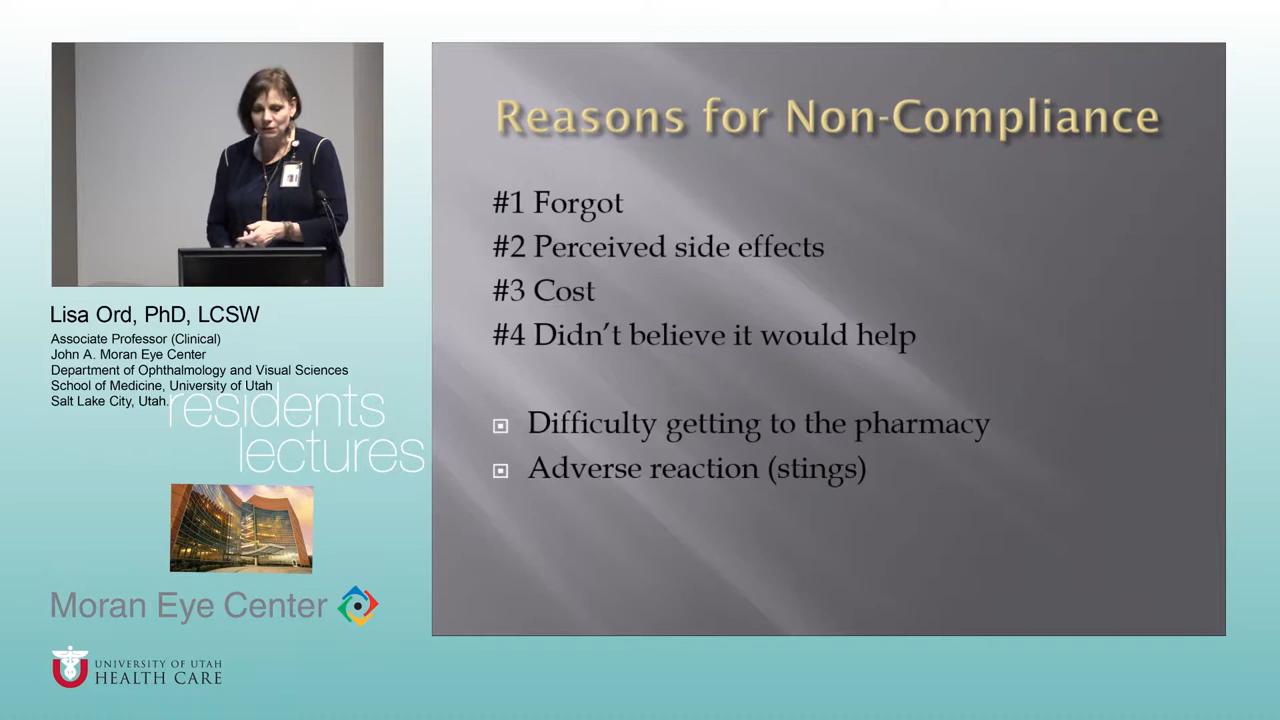 Reasons for Non-Compliance
#1 Forgot
#2 Perceived side effects
#3 Cost
#4 Didn't believe it would help
Difficulty getting to the pharmacy
Adverse reaction (stings)
Lisa Ord, PhD, LCSW
Associate Professor (Clinical)
John A. Moran Eye Center
Department of Ophthalmology and Visual Sciences
School of Medicine, University of Utah
Salt Lake City, Utah.
residents
lectures
Moran Eye Center
UNIVERSITY OF UTAH
HEALTH CARE